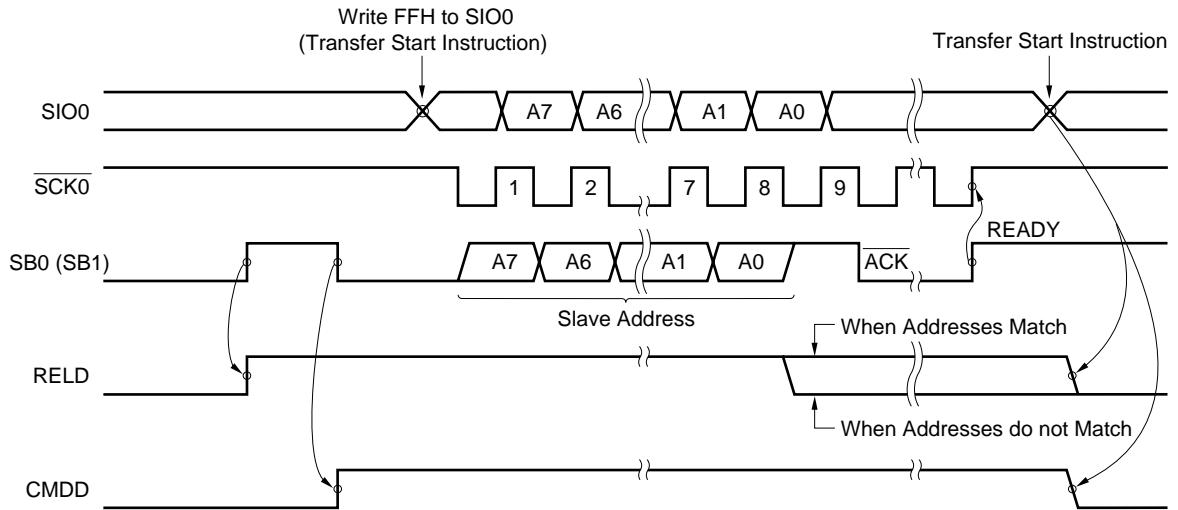 Write FFH to SIO0
(Transfer Start Instruction)
Transfer Start Instruction
SIO0
A7
A6
A1
A0
SCK0
1
2
7
8
9
READY
SB0 (SB1)
A7
A6
A1
A0
ACK
Slave Address
When Addresses Match
RELD
When Addresses do not Match
CMDD